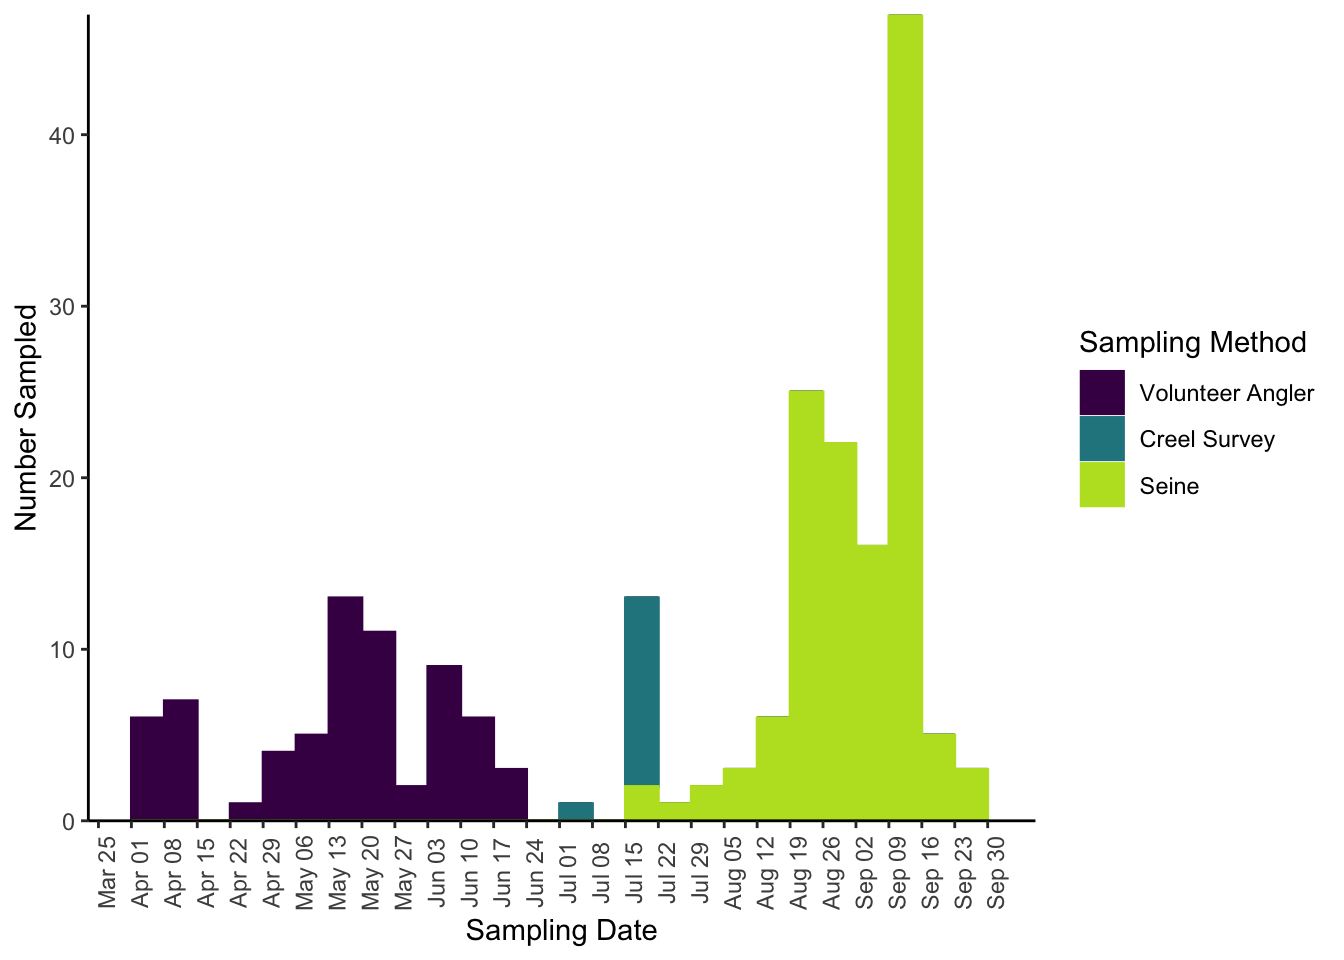 Number Sampled
40
30
20
10
0
Mar 25
Apr 01
Apr 08
Apr 15
Apr 22
Apr 29
May 06
May 13
May 20
May 27
Jun 03
Jun 10
Jun 17
Jun 24
Jul 01
Jul 08
Jul 15
Jul 22
Jul 29
Aug 05
Aug 12
Aug 19
Aug 26
Sep 02
Sep 09
Sep 16
Sep 23
Sep 30
Sampling Date
Sampling Method
Volunteer Angler
Creel Survey
Seine